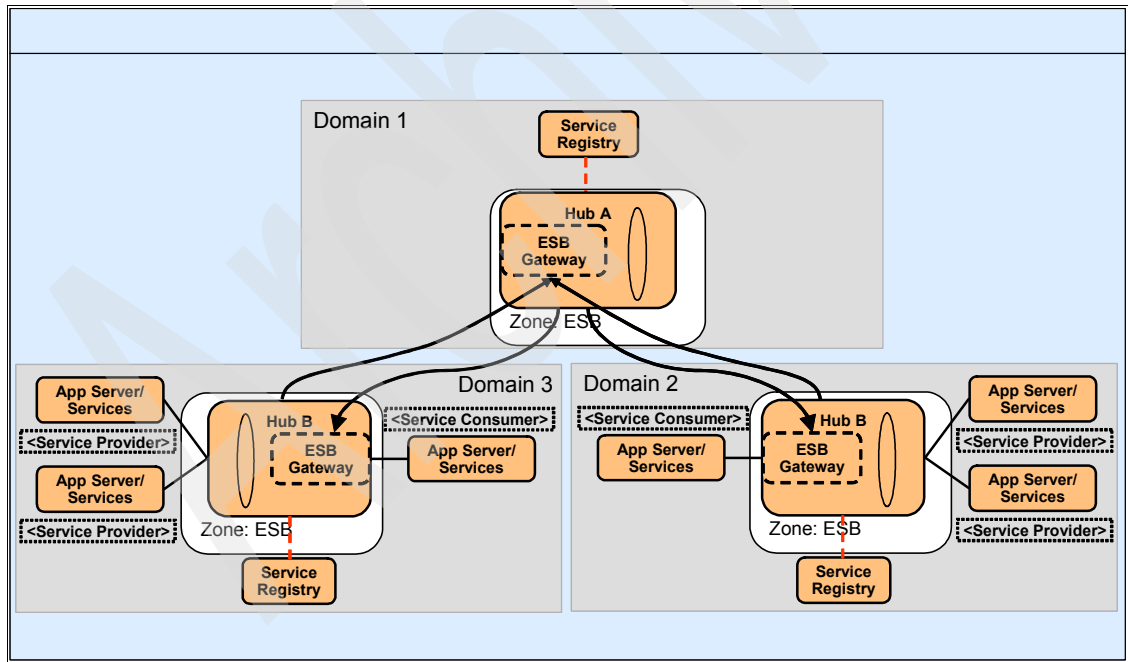 Domain 1
Service
Registry
Hub A
ESB
Gateway
Zone: ESB
Domain 3
App Server/
Services
<Service Provider>
App Server/
Services
<Service Provider>
Hub B
ESB
Gateway
<Service Consumer>
App Server/
Services
Zone: ESB
Service
Registry
Domain 2
<Service Consumer>
App Server/
Services
Hub B
ESB
Gateway
App Server/
Services
<Service Provider>
App Server/
Services
<Service Provider>
Zone: ESB
Service
Registry